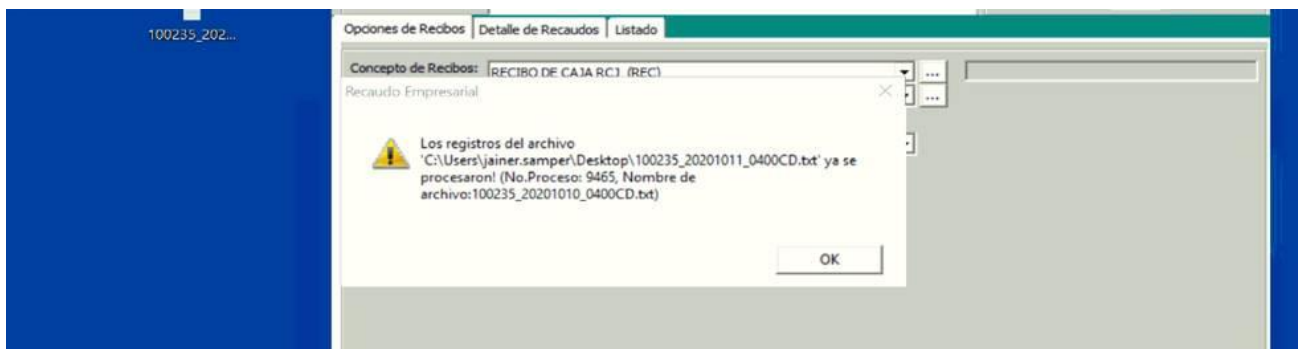 100235_202...
Opciones de Recibos Detalle de Recaudos Listado
Concepto de Recibos: RECIBO DE CAJA RCJ (REC) ...
Recaudo Empresarial
...
Los registros del archivo
'C:\Users\jainer.samper\Desktop\100235_20201011_0400CD.txt' ya se
procesaron! (No.Proceso: 9465, Nombre de
archivo:100235_20201010_0400CD.txt)
OK